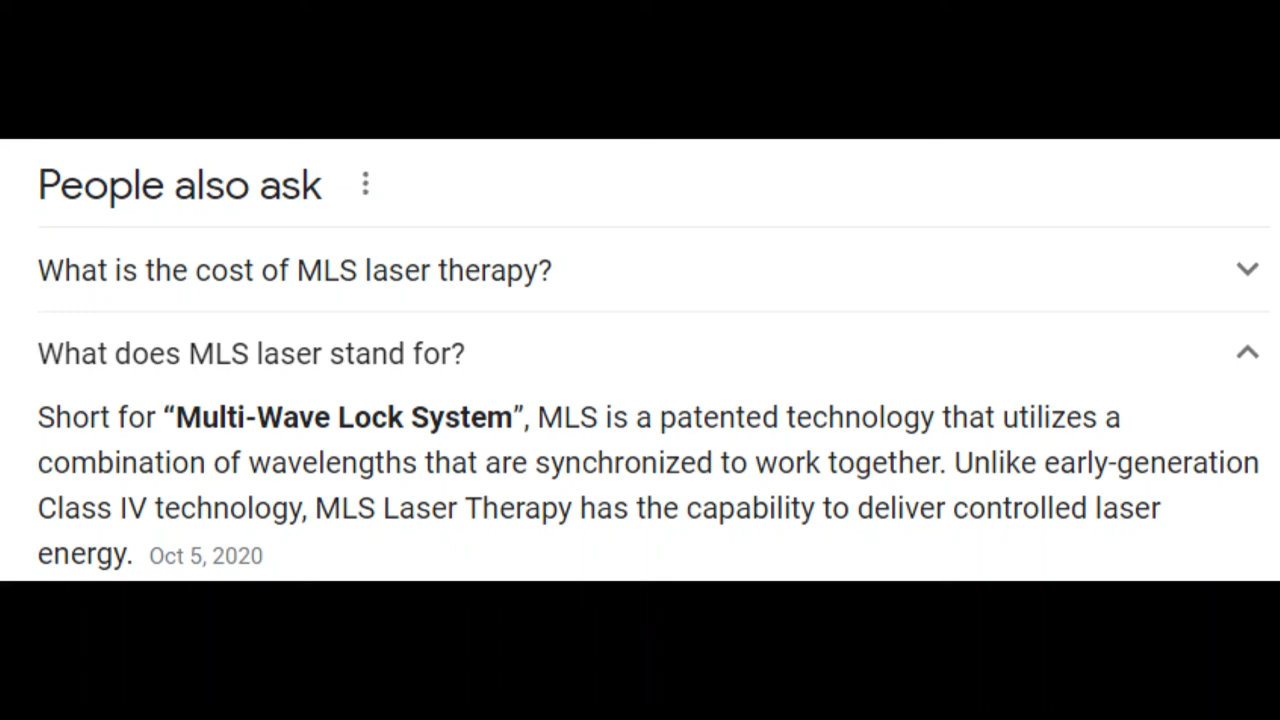 People also ask
What is the cost of MLS laser therapy?
What does MLS laser stand for?
Short for “Multi-Wave Lock System”, MLS is a patented technology that utilizes a
combination of wavelengths that are synchronized to work together. Unlike early-generation
Class IV technology, MLS Laser Therapy has the capability to deliver controlled laser
energy. Oct 5, 2020